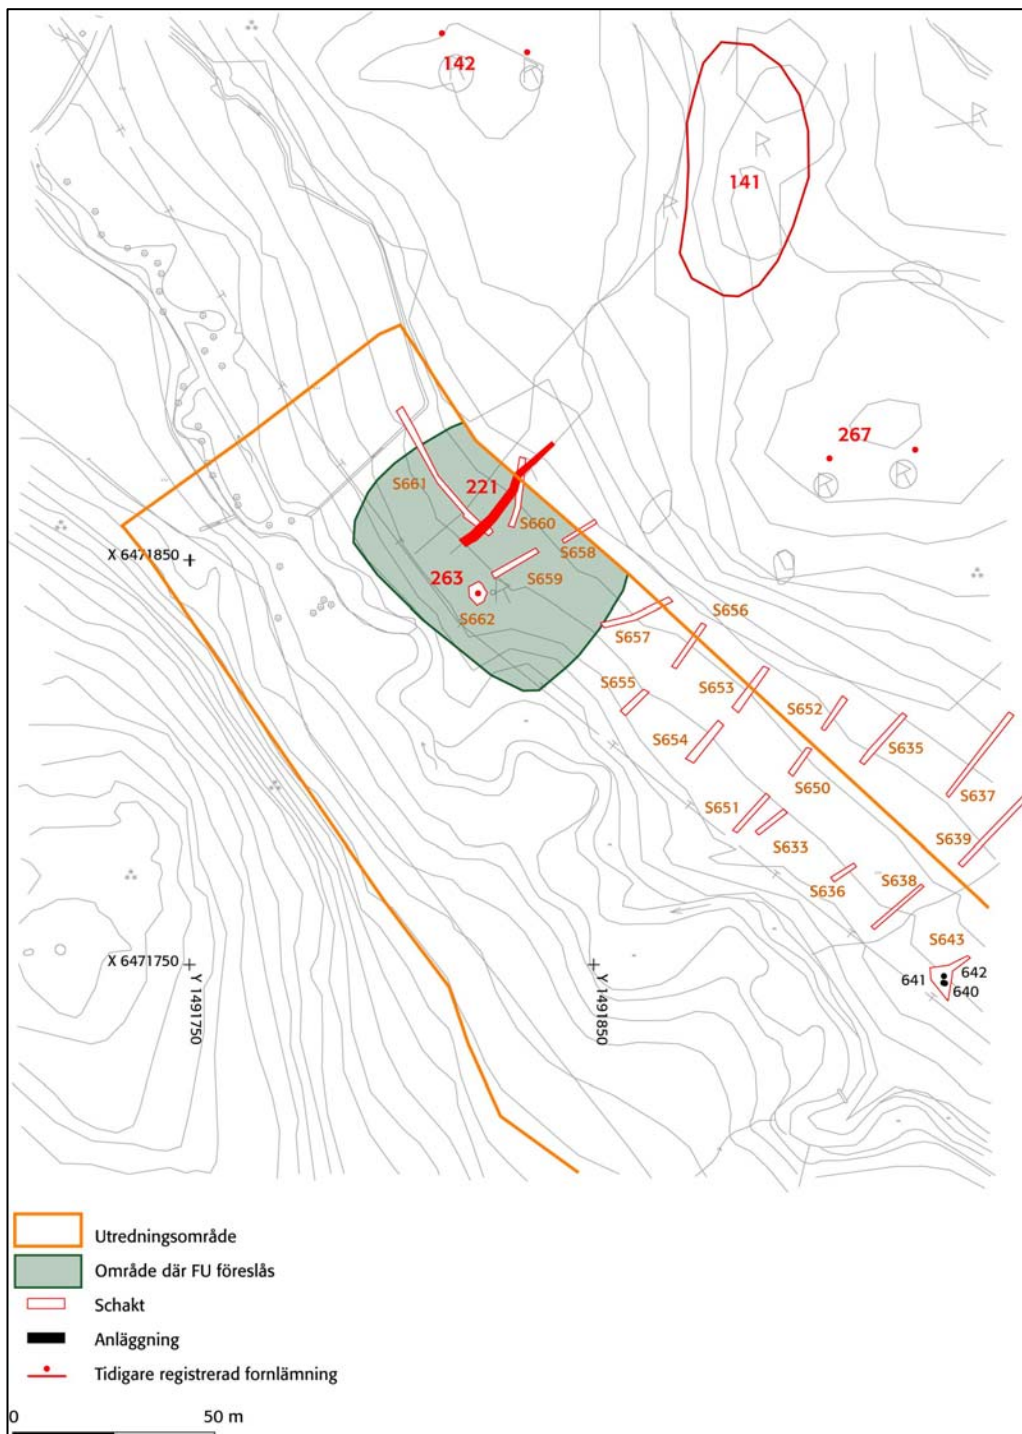 142
141
267
221
S661
S660
S658
X 6471850
263
S659
S662
S656
S657
S655
S653
S652
S654
S635
S650
S637
S651
S633
S639
S636
S638
S643
X 6471750
641
642
640
Y 1491750
Y 1491850
Utredningsområde
Område där FU föreslås
Schakt
Anläggning
Tidigare registrerad fornlämning
0 50 m